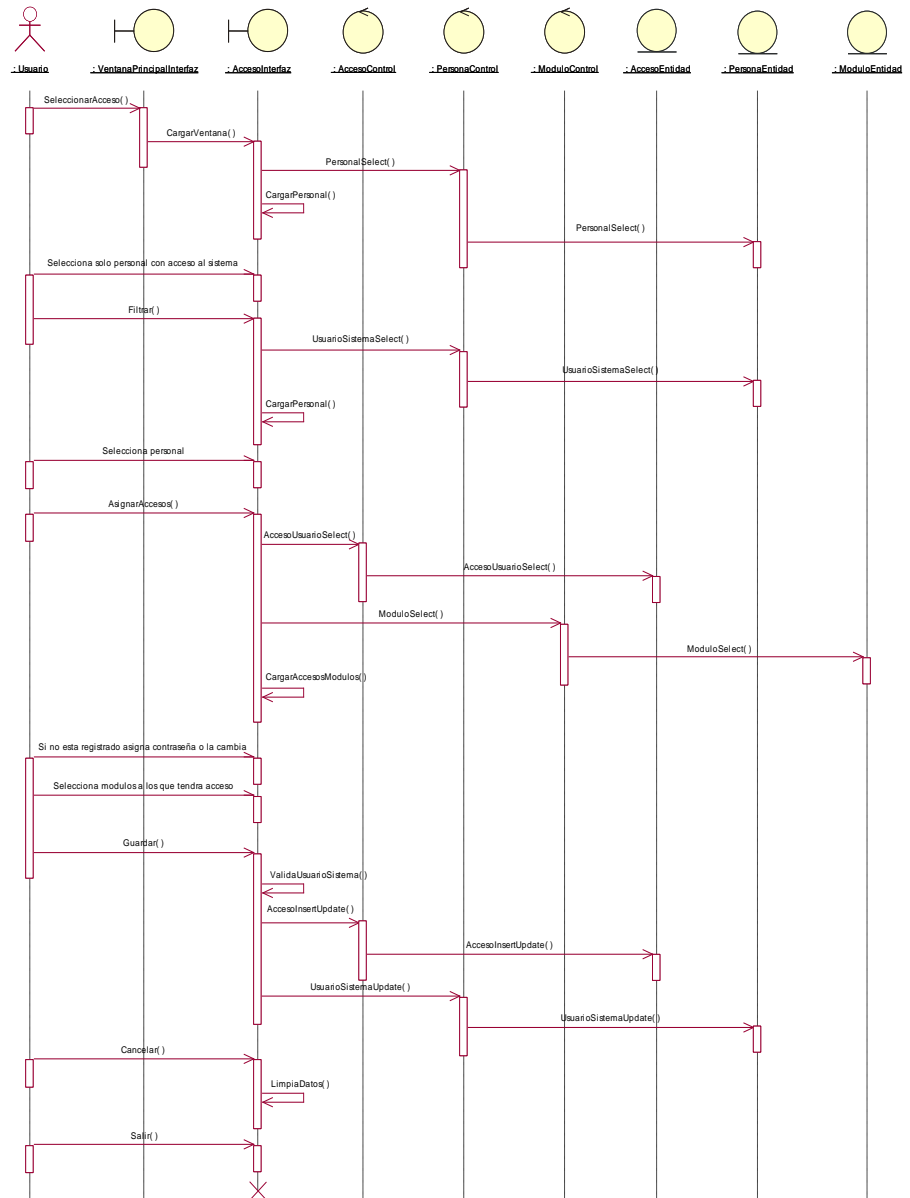 : Usuario
: VentanaPrincipalInterfaz
: AccesoInterfaz
: AccesoControl
: PersonaControl
: ModuloControl
: AccesoEntidad
: PersonaEntidad
: ModuloEntidad
SeleccionarAcceso( )
CargarVentana( )
PersonalSelect( )
CargarPersonal( )
PersonalSelect( )
Selecciona solo personal con acceso al sistema
Filtrar( )
UsuarioSistemaSelect( )
UsuarioSistemaSelect( )
CargarPersonal( )
Selecciona personal
AsignarAccesos( )
AccesoUsuarioSelect( )
AccesoUsuarioSelect( )
ModuloSelect( )
ModuloSelect( )
CargarAccesosModulos( )
Si no esta registrado asigna contraseña o la cambia
Selecciona modulos a los que tendra acceso
Guardar( )
ValidaUsuarioSistema( )
AccesoInsertUpdate( )
AccesoInsertUpdate( )
UsuarioSistemaUpdate( )
UsuarioSistemaUpdate( )
Cancelar( )
LimpiaDatos( )
Salir( )